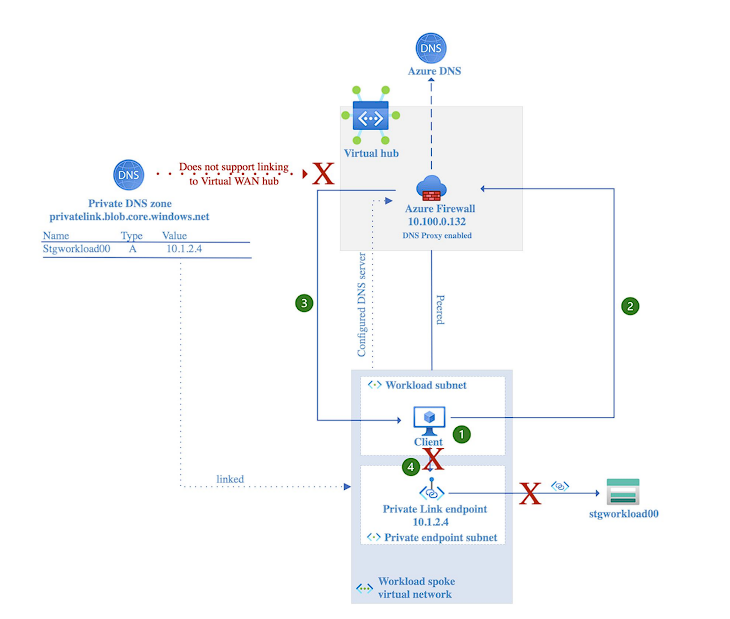 DNS
Azure DNS
Virtual hub
DNS
Does not support linking
to Virtual WAN hub
X
Private DNS zone
privatelink.blob.core.windows.net
Name Type Value
Stgworkload00 A 10.1.2.4
Azure Firewall
10.100.0.132
DNS Proxy enabled
Configured DNS server
Peered
3
2
Workload subnet
Client
1
X
4
linked
Private Link endpoint
10.1.2.4
Private endpoint subnet
X
stgworkload00
Workload spoke
virtual network